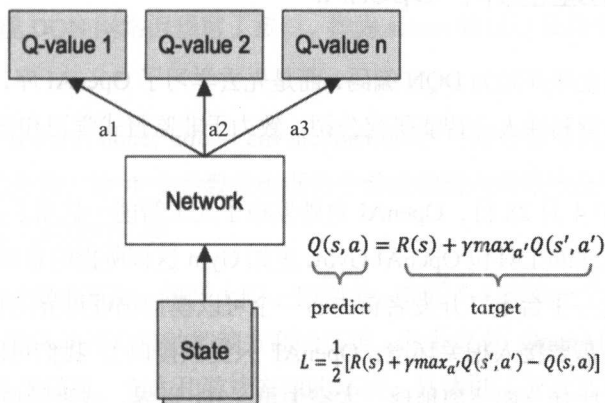 Q-value 1 Q-value 2 Q-value n
a1 a2 a3
Network
Q(s,a) = R(s) + γmax_a'Q(s',a')
predict target
State
L = 1/2[R(s) + γmax_a'Q(s',a') − Q(s,a)]